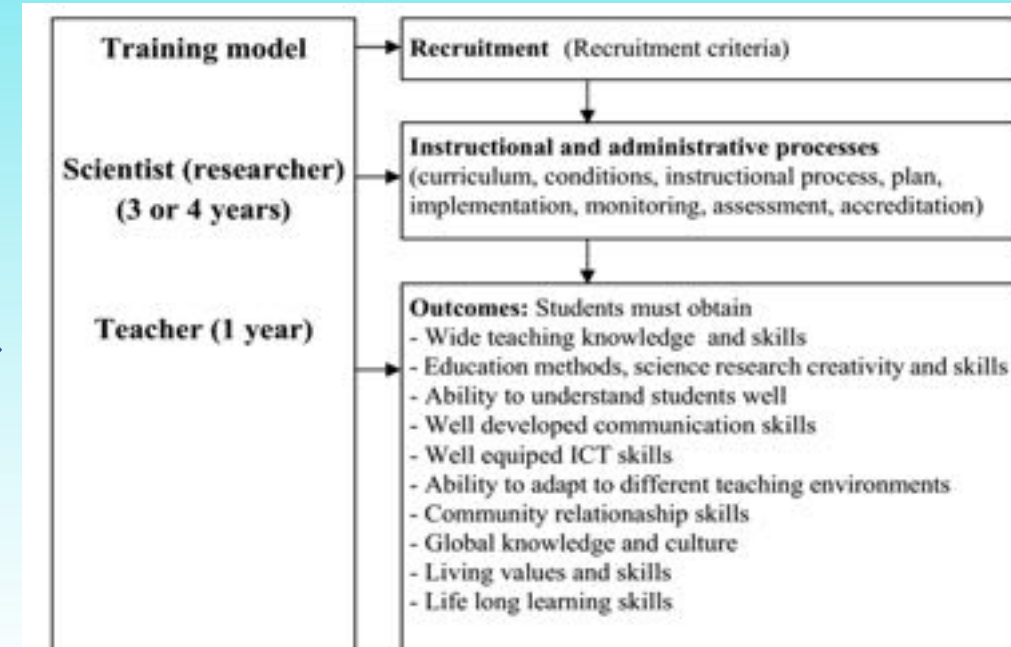 Training model
Scientist (researcher)
(3 or 4 years)
Teacher (1 year)
Recruitment (Recruitment criteria)
Instructional and administrative processes
(curriculum, conditions, instructional process, plan,
implementation, monitoring, assessment, accreditation)
Outcomes: Students must obtain
- Wide teaching knowledge and skills
- Education methods, science research creativity and skills
- Ability to understand students well
- Well developed communication skills
- Well equiped ICT skills
- Ability to adapt to different teaching environments
- Community relationaship skills
- Global knowledge and culture
- Living values and skills
- Life long learning skills